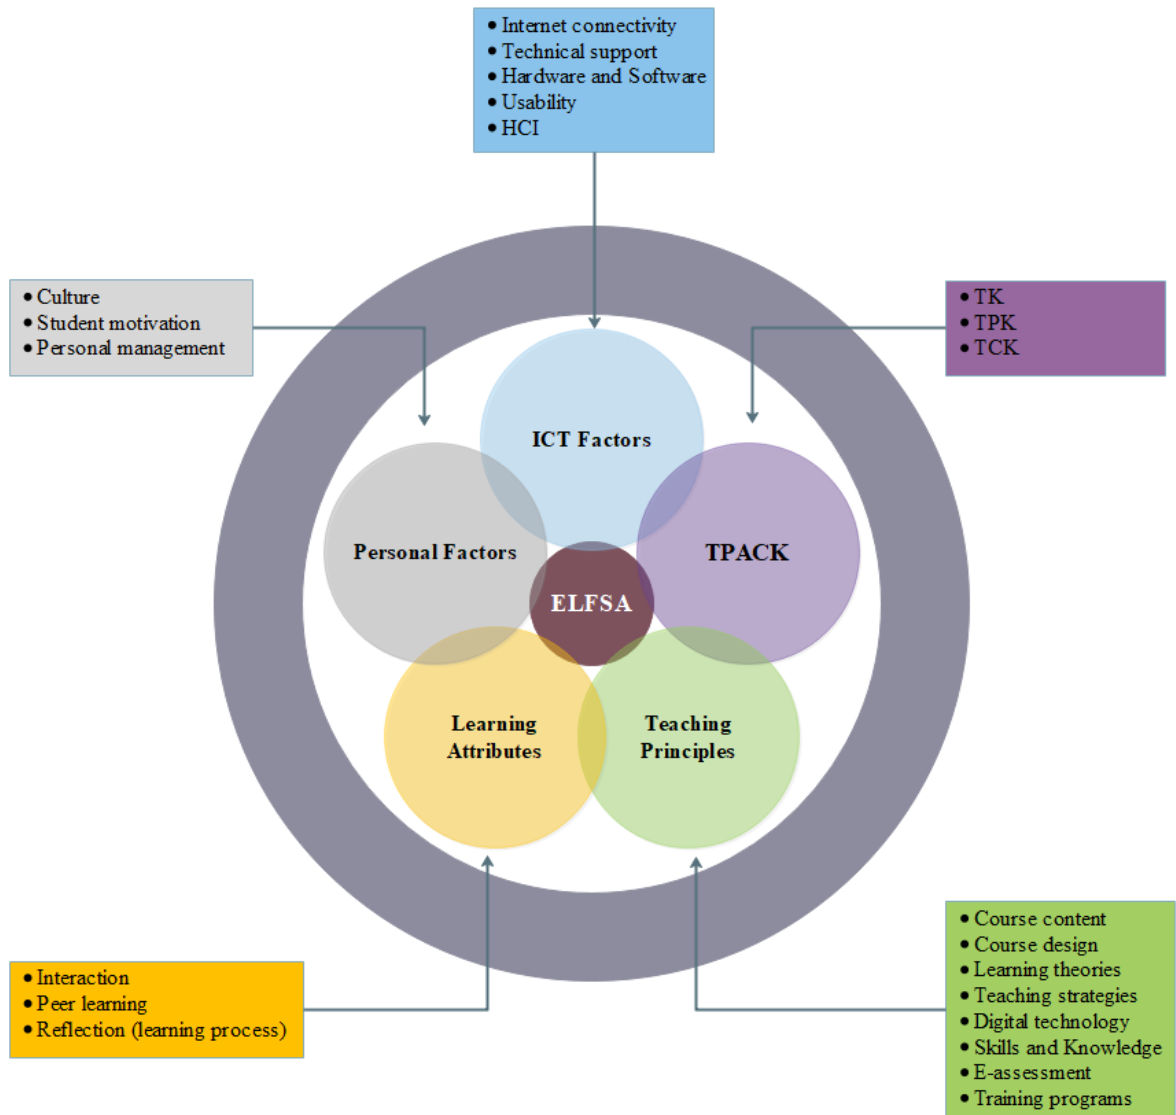 • Internet connectivity
• Technical support
• Hardware and Software
• Usability
• HCI
• Culture
• Student motivation
• Personal management
• TK
• TPK
• TCK
ICT Factors
Personal Factors
TPACK
ELFSA
Learning
Attributes
Teaching
Principles
• Interaction
• Peer learning
• Reflection (learning process)
• Course content
• Course design
• Learning theories
• Teaching strategies
• Digital technology
• Skills and Knowledge
• E-assessment
• Training programs